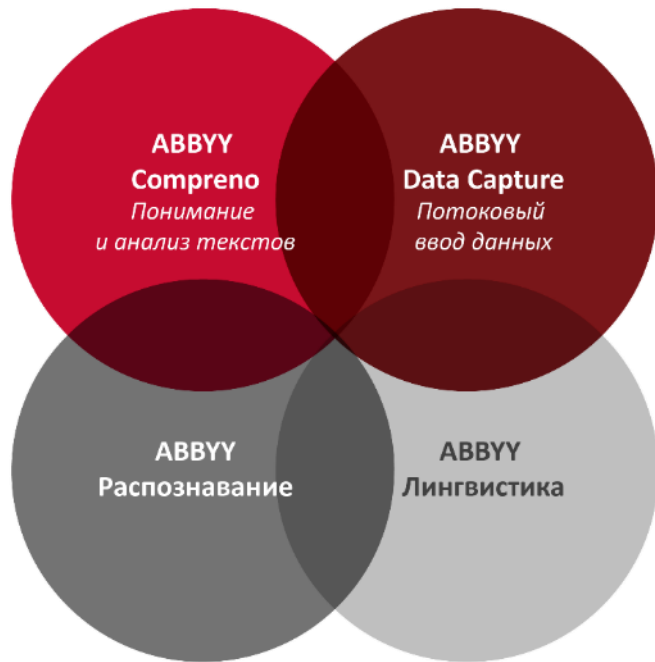 ABBYY
Compreno
Понимание
и анализ текстов
ABBYY
Data Capture
Потоковый
ввод данных
ABBYY
Распознавание
ABBYY
Лингвистика